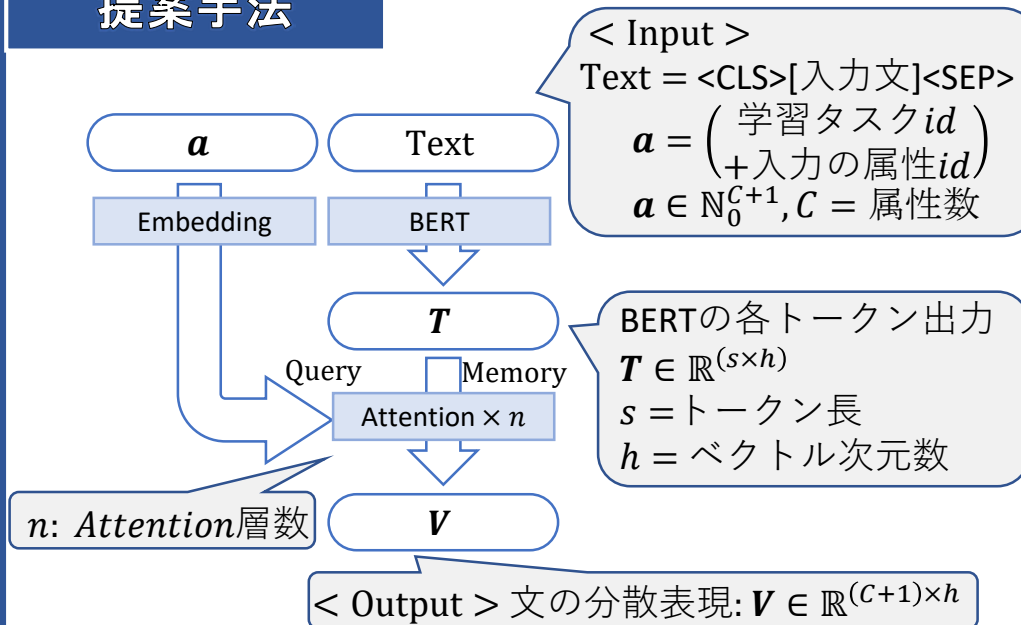 提案手法
< Input >
Text = <CLS>[入力文]<SEP>
a = ( 学習タスクid
+入力の属性id )
a ∈ ℕ₀^{C+1}, C = 属性数
a
Text
Embedding
BERT
T
BERTの各トークン出力
T ∈ ℝ^{(s×h)}
s =トークン長
h = ベクトル次元数
Query
Memory
Attention × n
n: Attention層数
V
< Output > 文の分散表現: V ∈ ℝ^{(C+1)×h}